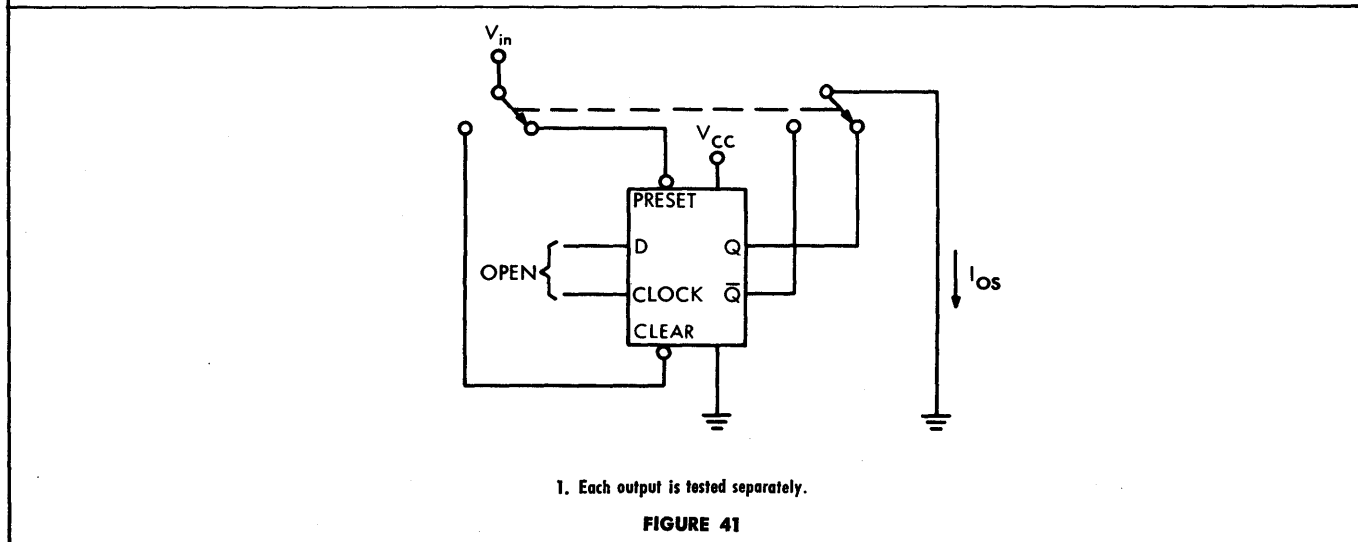 Vin
VCC
PRESET
D Q
OPEN
CLOCK Q̅
IOS
CLEAR
1. Each output is tested separately.
FIGURE 41